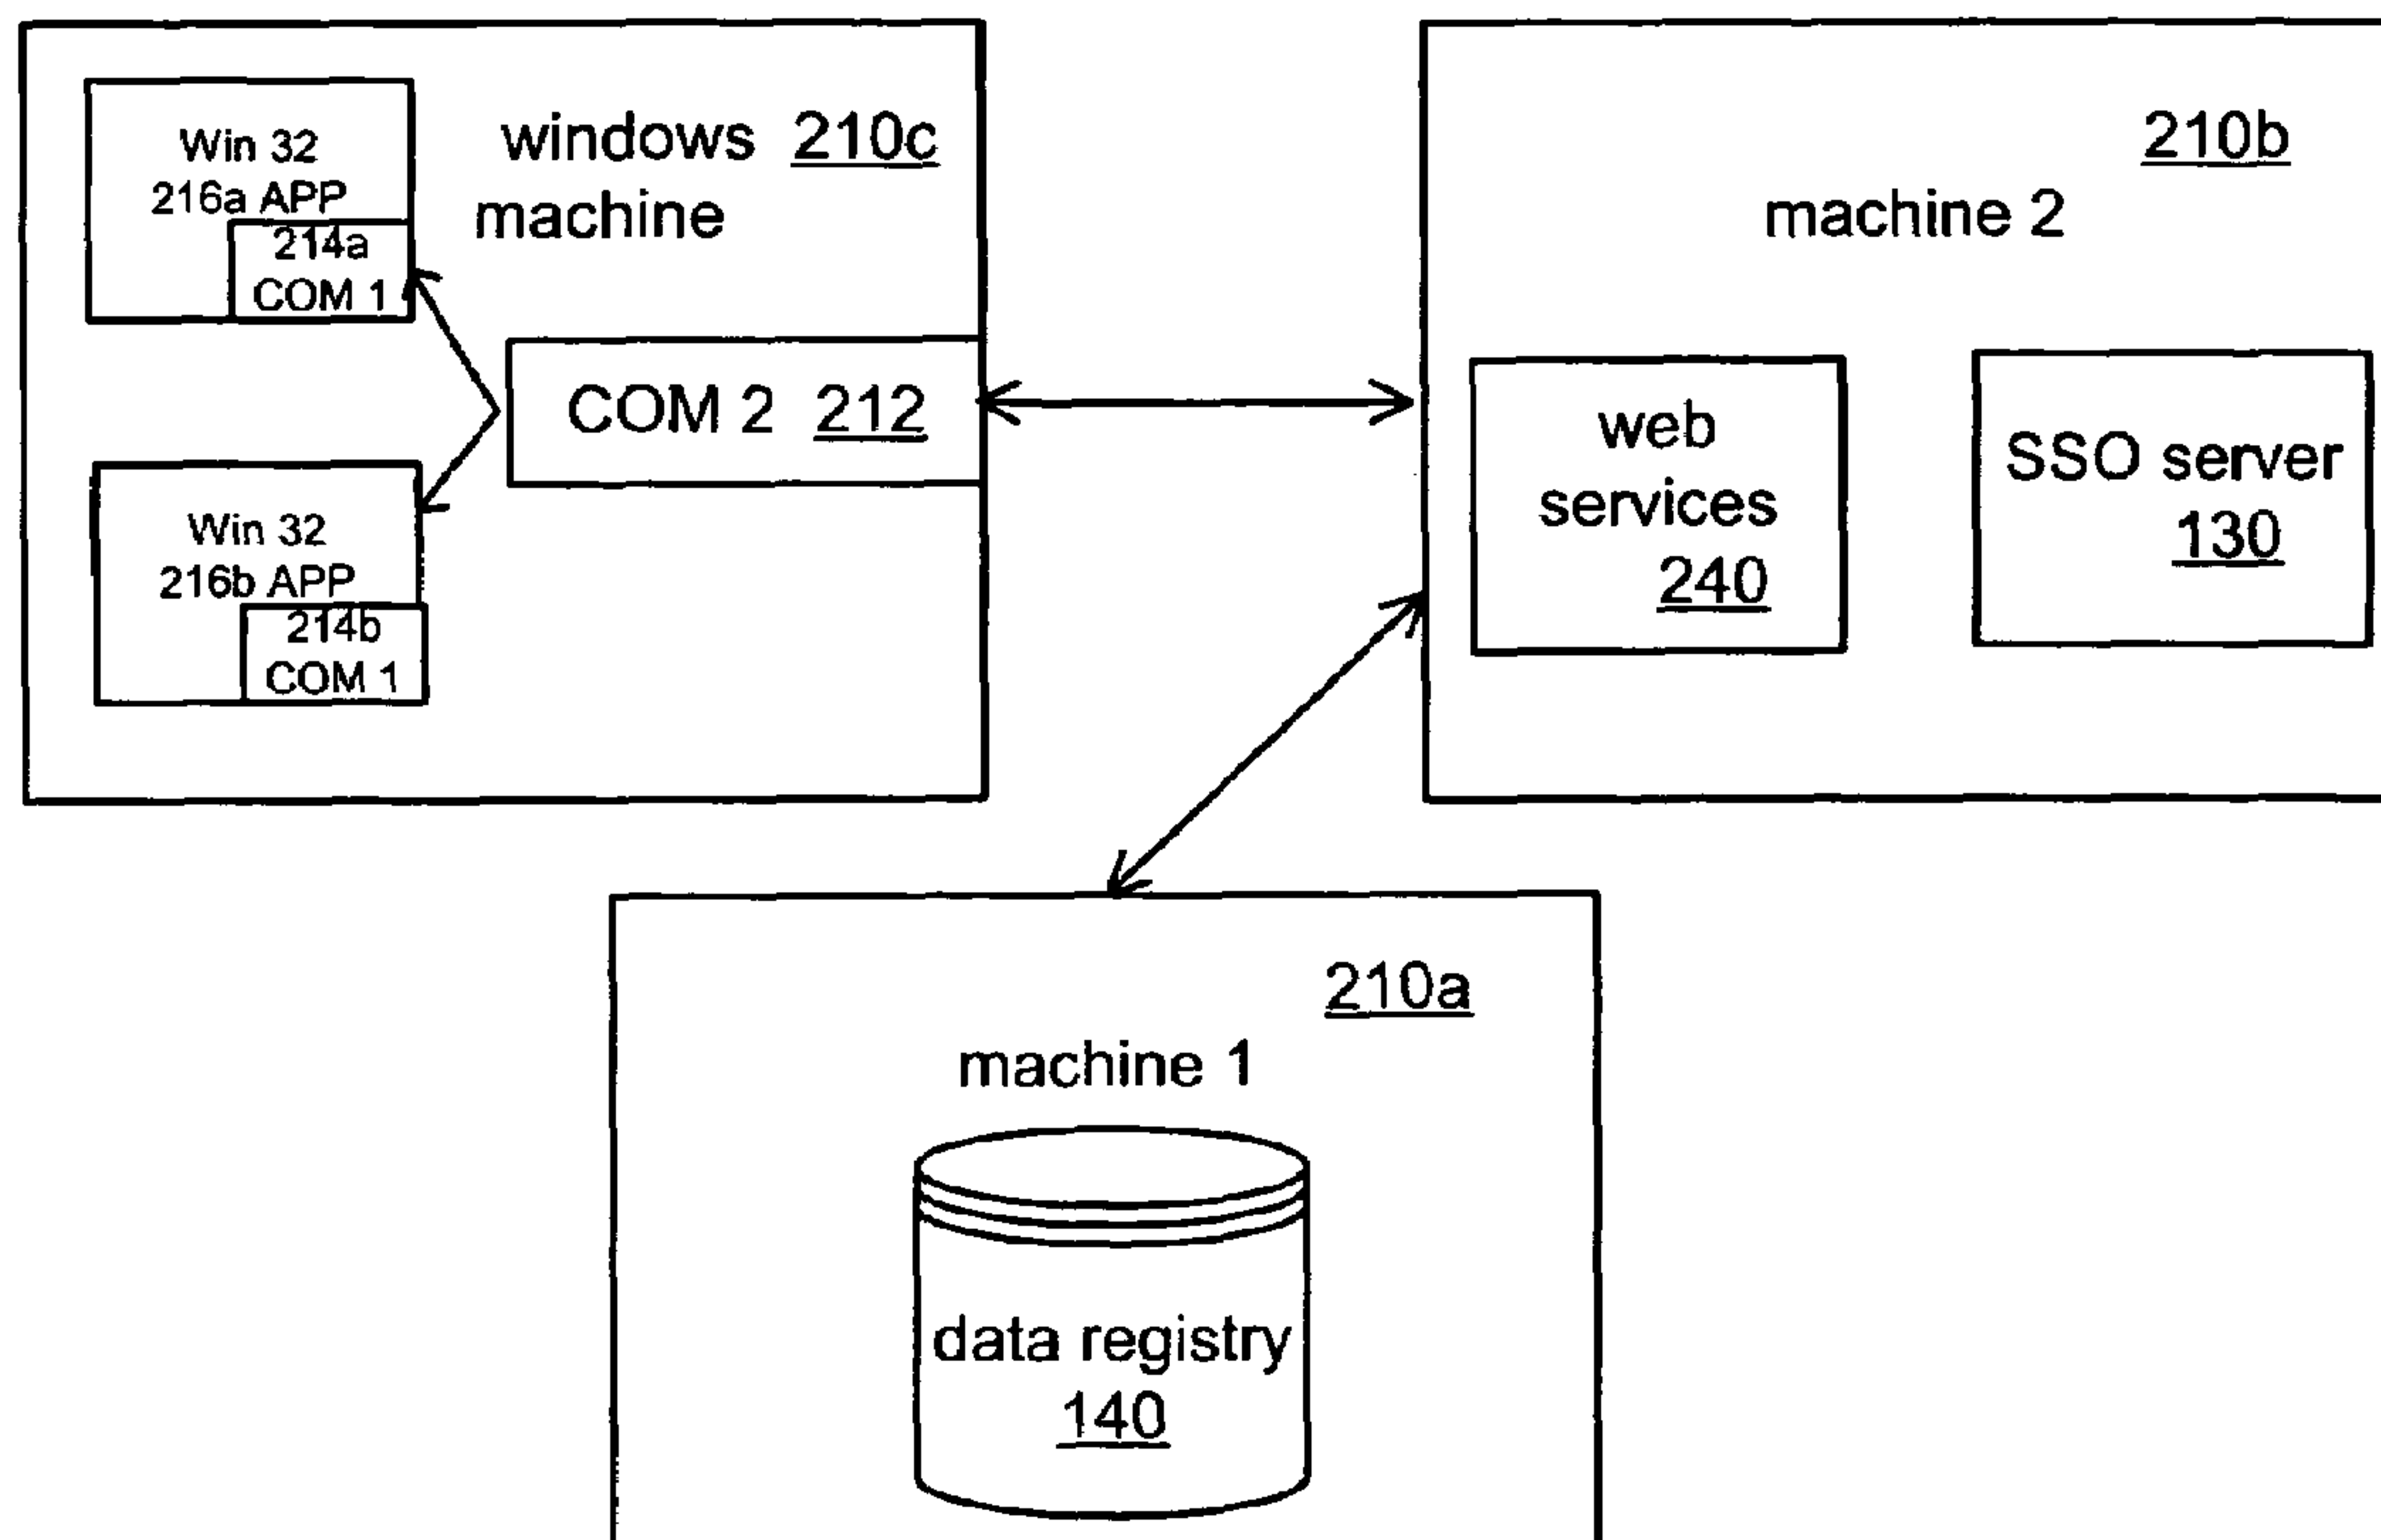 Win 32
216a APP
214a
COM 1
windows 210c
machine
COM 2 212
Win 32
216b APP
214b
COM 1
210b
machine 2
web
services
240
SSO server
130
210a
machine 1
data registry
140